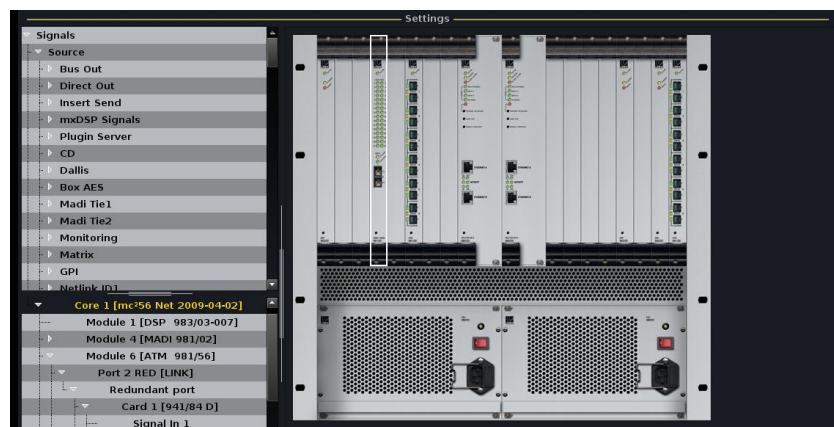 Settings
Signals
Source
Bus Out
Direct Out
Insert Send
mxDSP Signals
Plugin Server
CD
Dallis
Box AES
Madi Tie1
Madi Tie2
Monitoring
Matrix
GPI
Netlink ID1
Core 1 [mc²56 Net 2009-04-02]
Module 1 [DSP 983/03-007]
Module 4 [MADI 981/02]
Module 6 [ATM 981/56]
Port 2 RED [LINK]
Redundant port
Card 1 [941/84 D]
Signal In 1